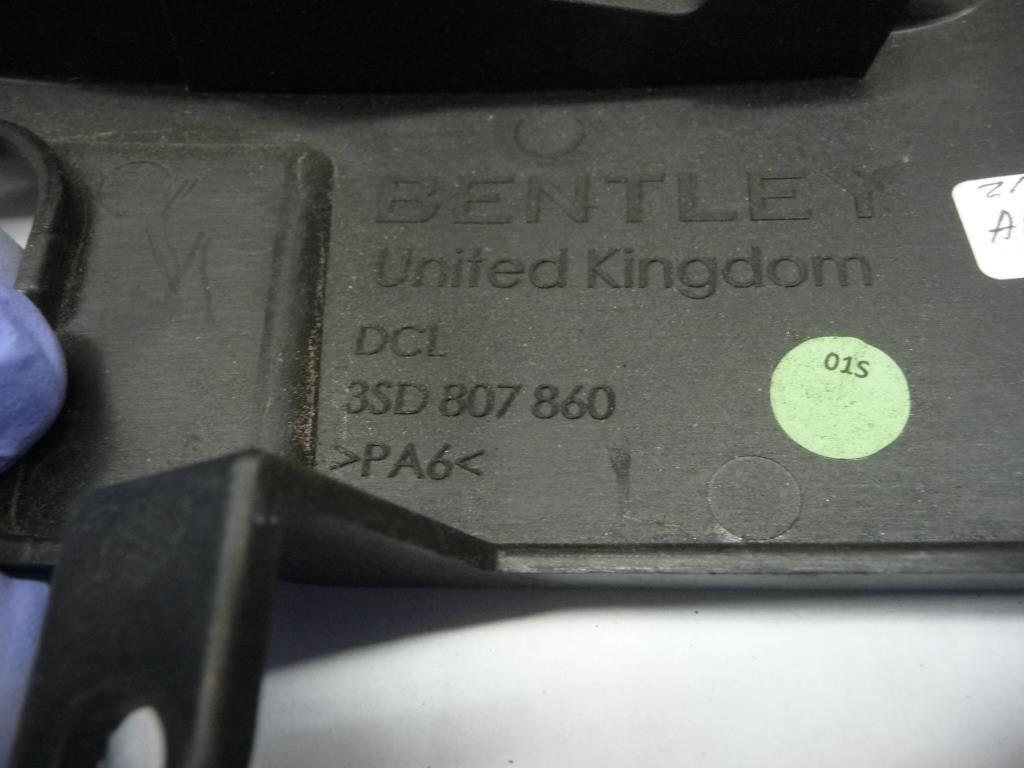 BENTLEY
United Kingdom
DCL
3SD 807 860
>PA6<
01S